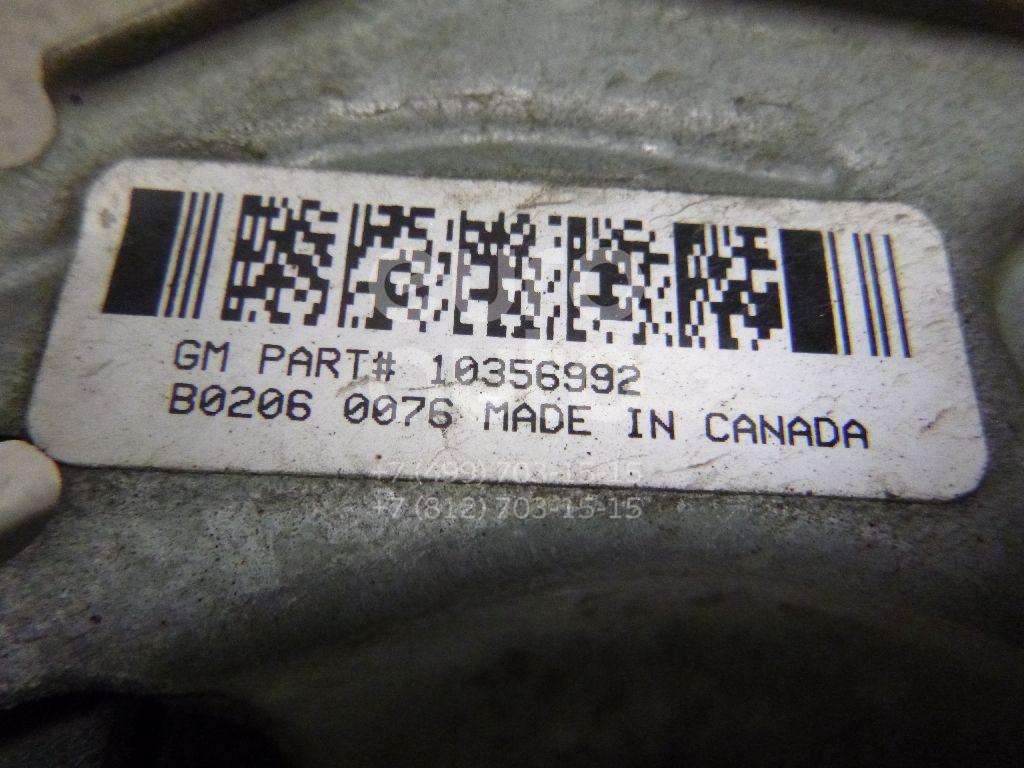 GM PART# 10356992
B0206 0076 MADE IN CANADA
+7 (499) 703-15-15
+7 (812) 703-15-15